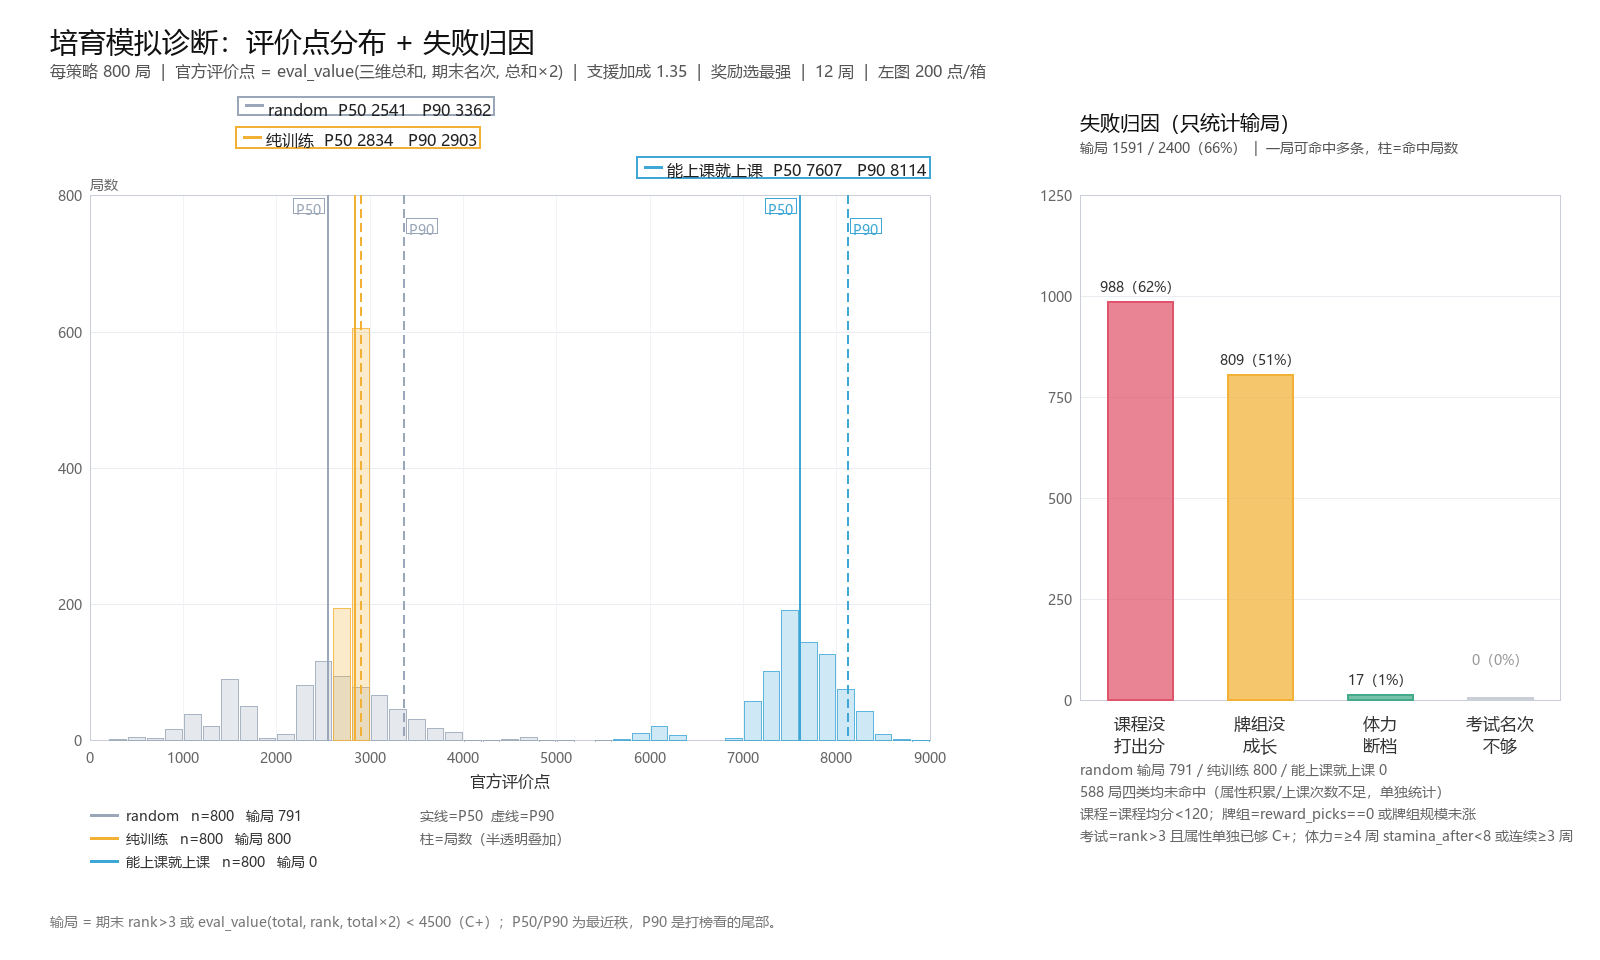 培育模拟诊断：评价点分布 + 失败归因
每策略 800 局 | 官方评价点 = eval_value(三维总和, 期末名次, 总和×2) | 支援加成 1.35 | 奖励选最强 | 12 周 | 左图 200 点/箱
random P50 2541 P90 3362
纯训练 P50 2834 P90 2903
能上课就上课 P50 7607 P90 8114
局数
800
600
400
200
0
P50
P90
P50
P90
0 1000 2000 3000 4000 5000 6000 7000 8000 9000
官方评价点
random n=800 输局 791
纯训练 n=800 输局 800
能上课就上课 n=800 输局 0
实线=P50 虚线=P90
柱=局数（半透明叠加）
失败归因（只统计输局）
输局 1591 / 2400（66%） | 一局可命中多条，柱=命中局数
1250
1000
750
500
250
0
988（62%）
809（51%）
17（1%）
0（0%）
课程没
打出分
牌组没
成长
体力
断档
考试名次
不够
random 输局 791 / 纯训练 800 / 能上课就上课 0
588 局四类均未命中（属性积累/上课次数不足，单独统计）
课程=课程均分<120；牌组=reward_picks==0 或牌组规模未涨
考试=rank>3 且属性单独已够 C+；体力=≥4 周 stamina_after<8 或连续≥3 周
输局 = 期末 rank>3 或 eval_value(total, rank, total×2) < 4500（C+）；P50/P90 为最近秩，P90 是打榜看的尾部。